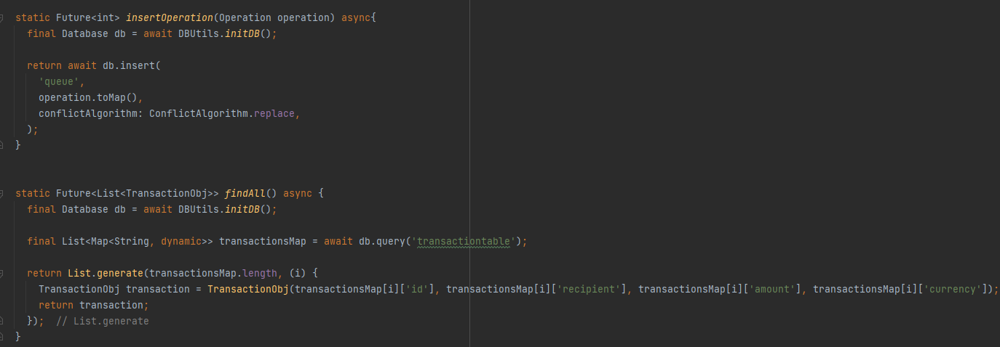 static Future<int> insertOperation(Operation operation) async{
  final Database db = await DBUtils.initDB();
  return await db.insert(
    'queue',
    operation.toMap(),
    conflictAlgorithm: ConflictAlgorithm.replace,
  );
}
static Future<List<TransactionObj>> findAll() async {
  final Database db = await DBUtils.initDB();
  final List<Map<String, dynamic>> transactionsMap = await db.query('transactiontable');
  return List.generate(transactionsMap.length, (i) {
    TransactionObj transaction = TransactionObj(transactionsMap[i]['id'], transactionsMap[i]['recipient'], transactionsMap[i]['amount'], transactionsMap[i]['currency']);
    return transaction;
  });  // List.generate
}